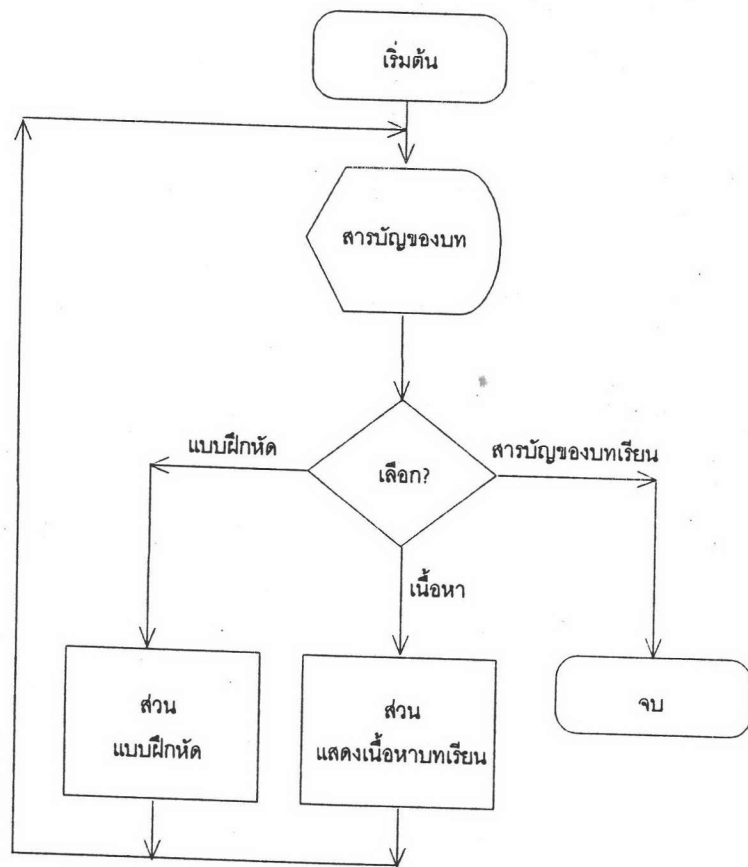 เริ่มต้น
สารบัญของบท
แบบฝึกหัด
สารบัญของบทเรียน
เลือก?
เนื้อหา
ส่วน
แบบฝึกหัด
ส่วน
แสดงเนื้อหาบทเรียน
จบ